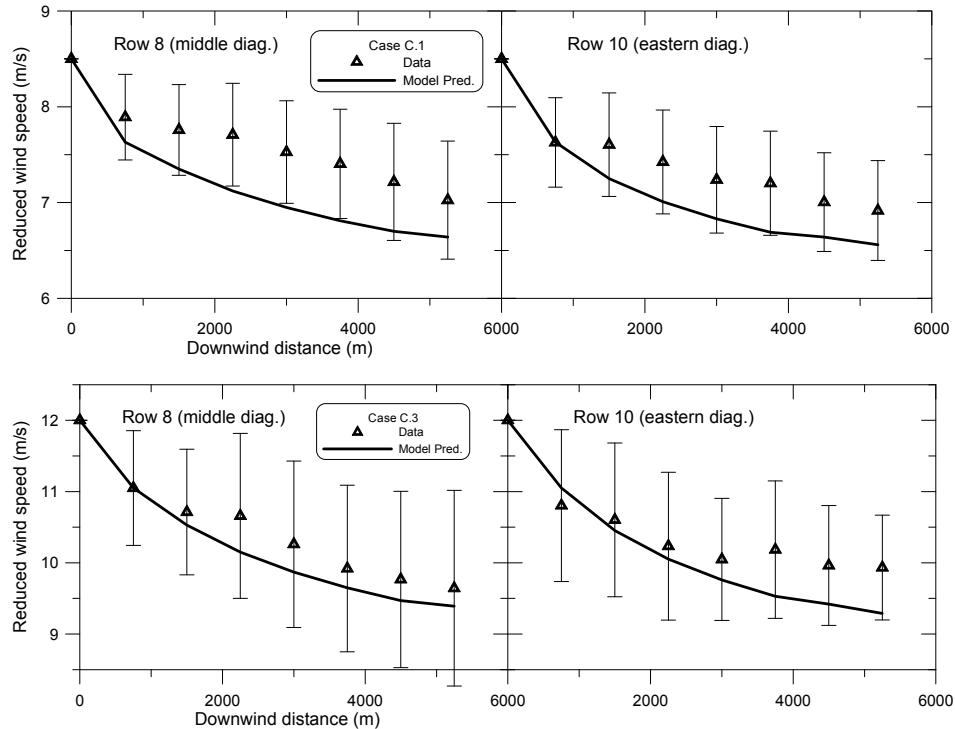 9
8
7
6
Reduced wind speed (m/s)
Row 8 (middle diag.)
Case C.1
Data
Model Pred.
Row 10 (eastern diag.)
0
2000
4000
6000
2000
4000
6000
Downwind distance (m)
12
11
10
9
Reduced wind speed (m/s)
Row 8 (middle diag.)
Case C.3
Data
Model Pred.
Row 10 (eastern diag.)
0
2000
4000
6000
2000
4000
6000
Downwind distance (m)